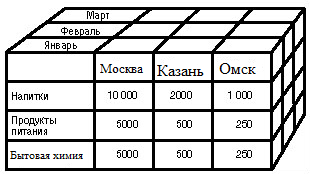 Март
Февраль
Январь
Москва Казань Омск
Напитки 10 000 2000 1 000
Продукты
питания 5000 500 250
Бытовая химия 5000 500 250